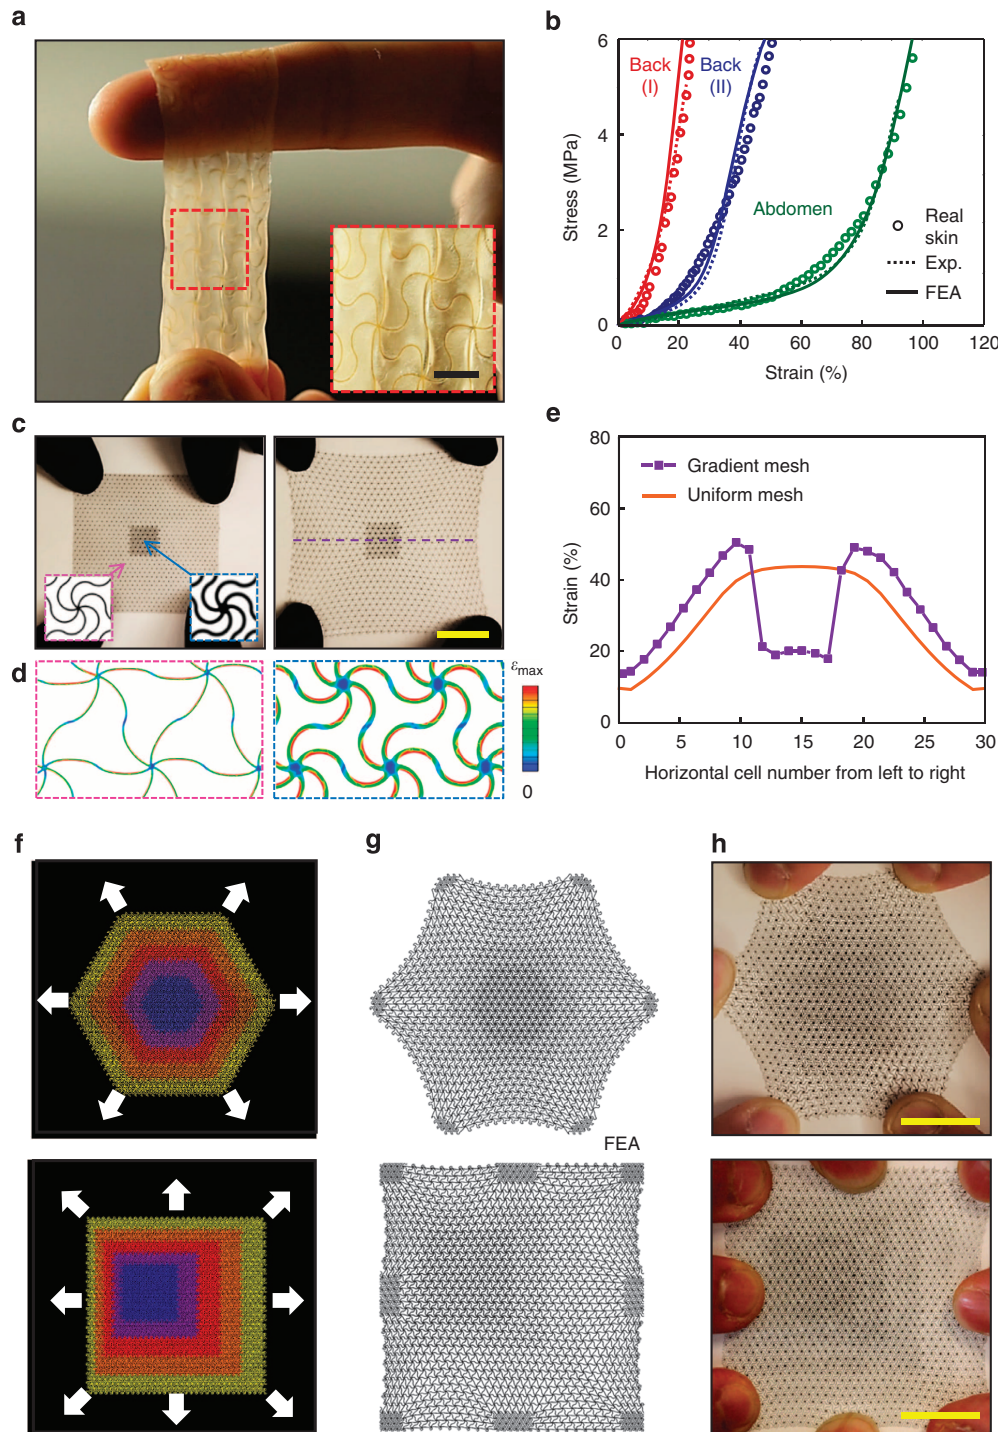 a
b
6
4
2
0
Stress (MPa)
Back
(I)
Back
(II)
Abdomen
Real
skin
Exp.
FEA
0
20
40
60
80
100
120
Strain (%)
c
d
εmax
0
e
80
60
40
20
0
Strain (%)
Gradient mesh
Uniform mesh
0
5
10
15
20
25
30
Horizontal cell number from left to right
f
g
FEA
h